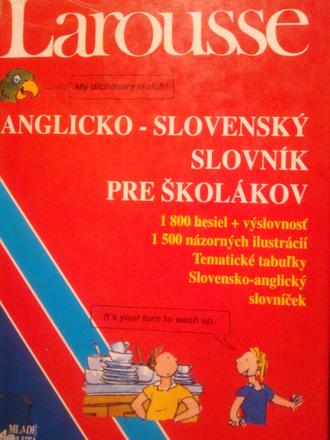 Larousse
My dictionary is rich!
ANGLICKO - SLOVENSKÝ
SLOVNÍK
PRE ŠKOLÁKOV
1 800 hesiel + výslovnosť
1 500 názorných ilustrácií
Tematické tabuľky
Slovensko-anglický
slovníček
It's your turn to wash up.
MLADÉ
LETÁ